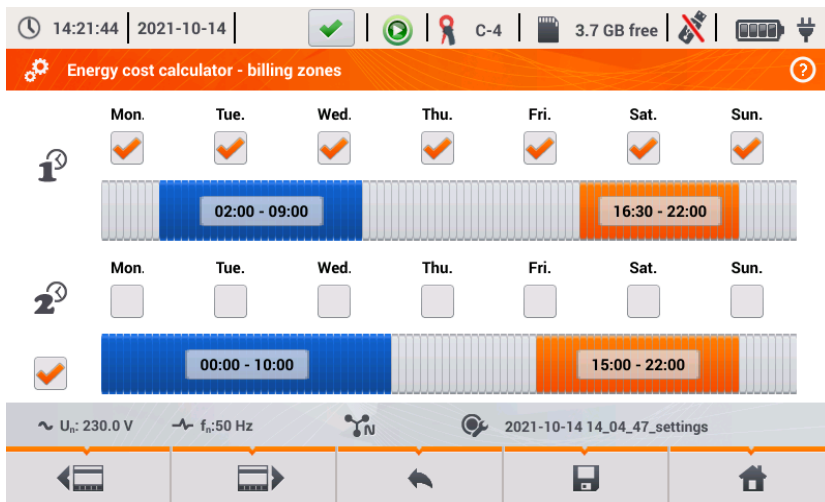 14:21:44 2021-10-14 C-4 3.7 GB free
Energy cost calculator - billing zones ?
Mon. Tue. Wed. Thu. Fri. Sat. Sun.
1
02:00 - 09:00 16:30 - 22:00
Mon. Tue. Wed. Thu. Fri. Sat. Sun.
2
00:00 - 10:00 15:00 - 22:00
Un: 230.0 V fn:50 Hz N 2021-10-14 14_04_47_settings